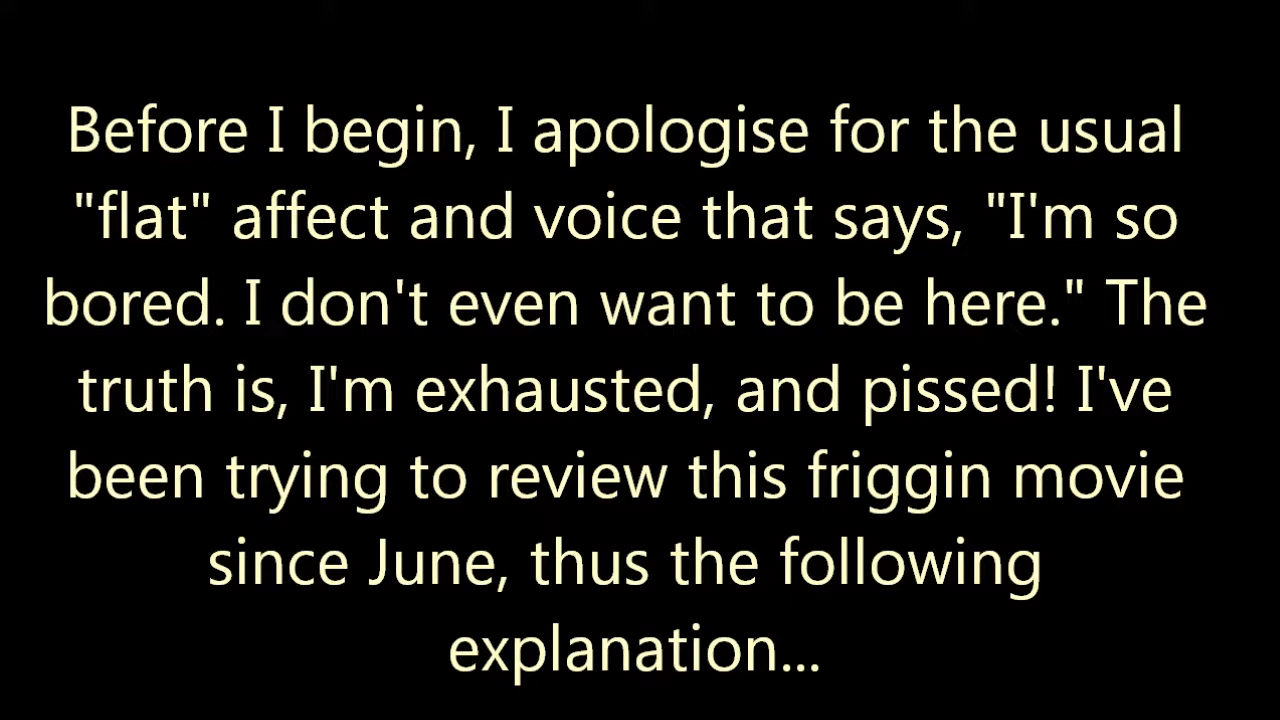 Before I begin, I apologise for the usual
"flat" affect and voice that says, "I'm so
bored. I don't even want to be here." The
truth is, I'm exhausted, and pissed! I've
been trying to review this friggin movie
since June, thus the following
explanation...